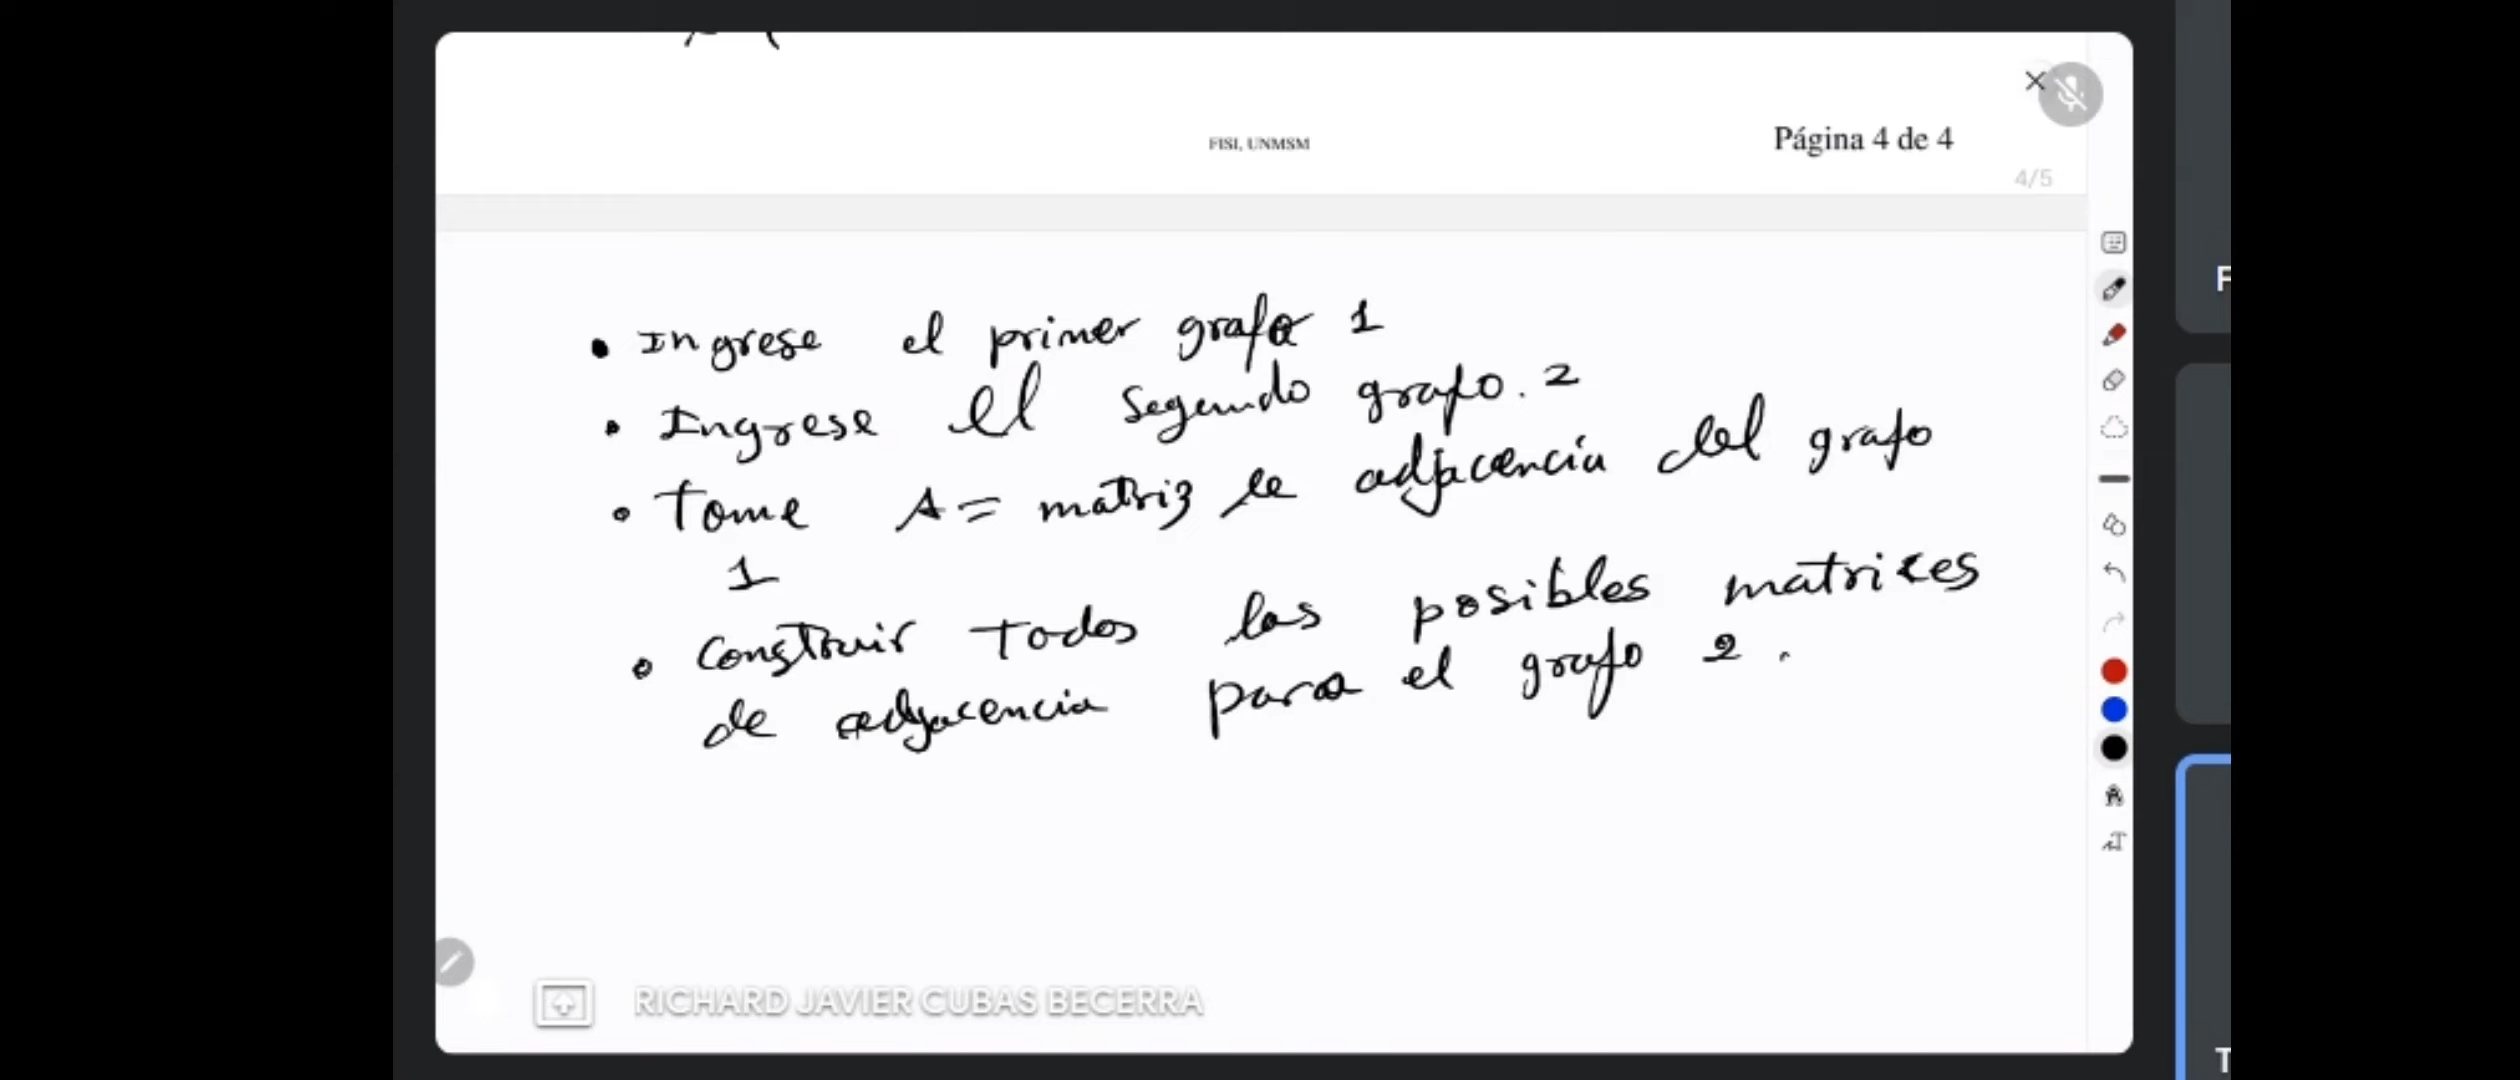 FISI, UNMSM
Página 4 de 4
4/5
• Ingrese el primer grafo 1
• Ingrese el segundo grafo. 2
• Tome A = matriz de adjacencia del grafo
1
• Construir todos las posibles matrices
de adjacencia para el grafo 2.
RICHARD JAVIER CUBAS BECERRA
F
T